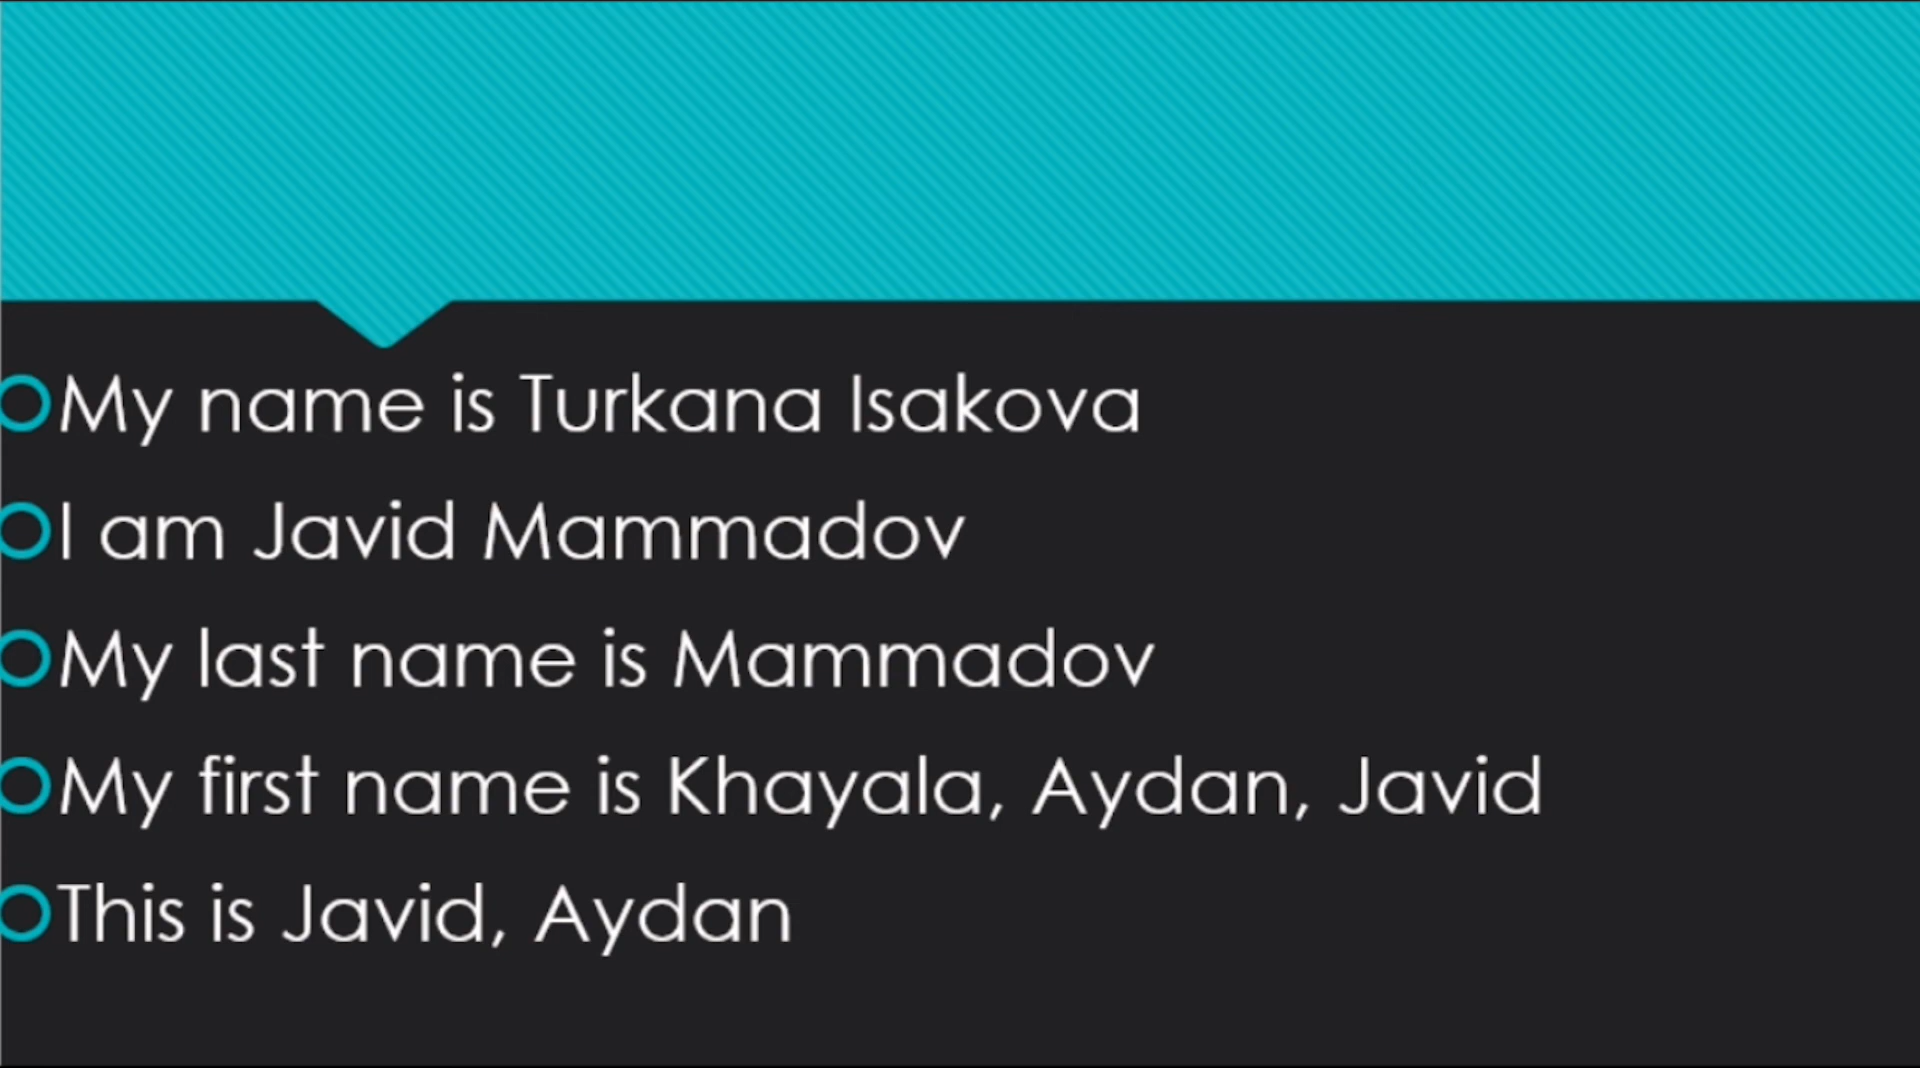 My name is Turkana Isakova
I am Javid Mammadov
My last name is Mammadov
My first name is Khayala, Aydan, Javid
This is Javid, Aydan